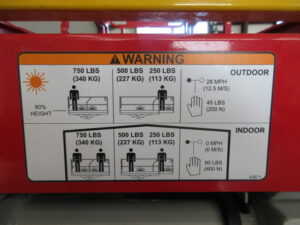 WARNING
750 LBS 500 LBS 250 LBS OUTDOOR
(340 KG) (227 KG) (113 KG)
28 MPH
(12.5 M/S)
80%
HEIGHT
45 LBS
(200 N)
INDOOR
750 LBS 500 LBS 250 LBS
(340 KG) (227 KG) (113 KG)
0 MPH
(0 M/S)
90 LBS
(400 N)